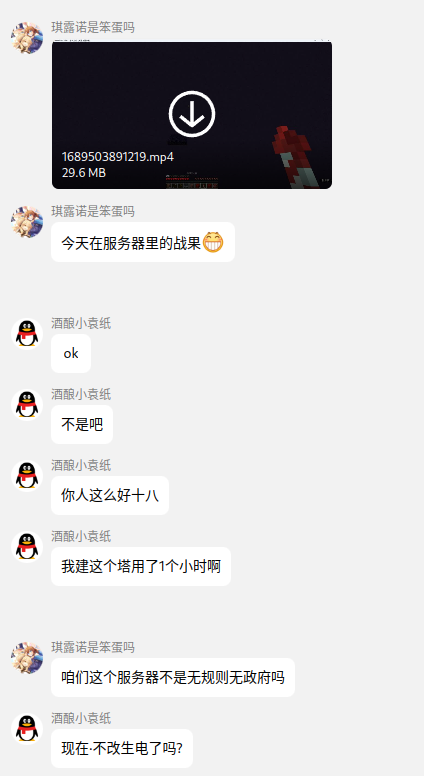 琪露诺是笨蛋吗
1689503891219.mp4
29.6 MB
琪露诺是笨蛋吗
今天在服务器里的战果😁
酒酿小袁纸
ok
酒酿小袁纸
不是吧
酒酿小袁纸
你人这么好十八
酒酿小袁纸
我建这个塔用了1个小时啊
琪露诺是笨蛋吗
咱们这个服务器不是无规则无政府吗
酒酿小袁纸
现在·不改生电了吗?